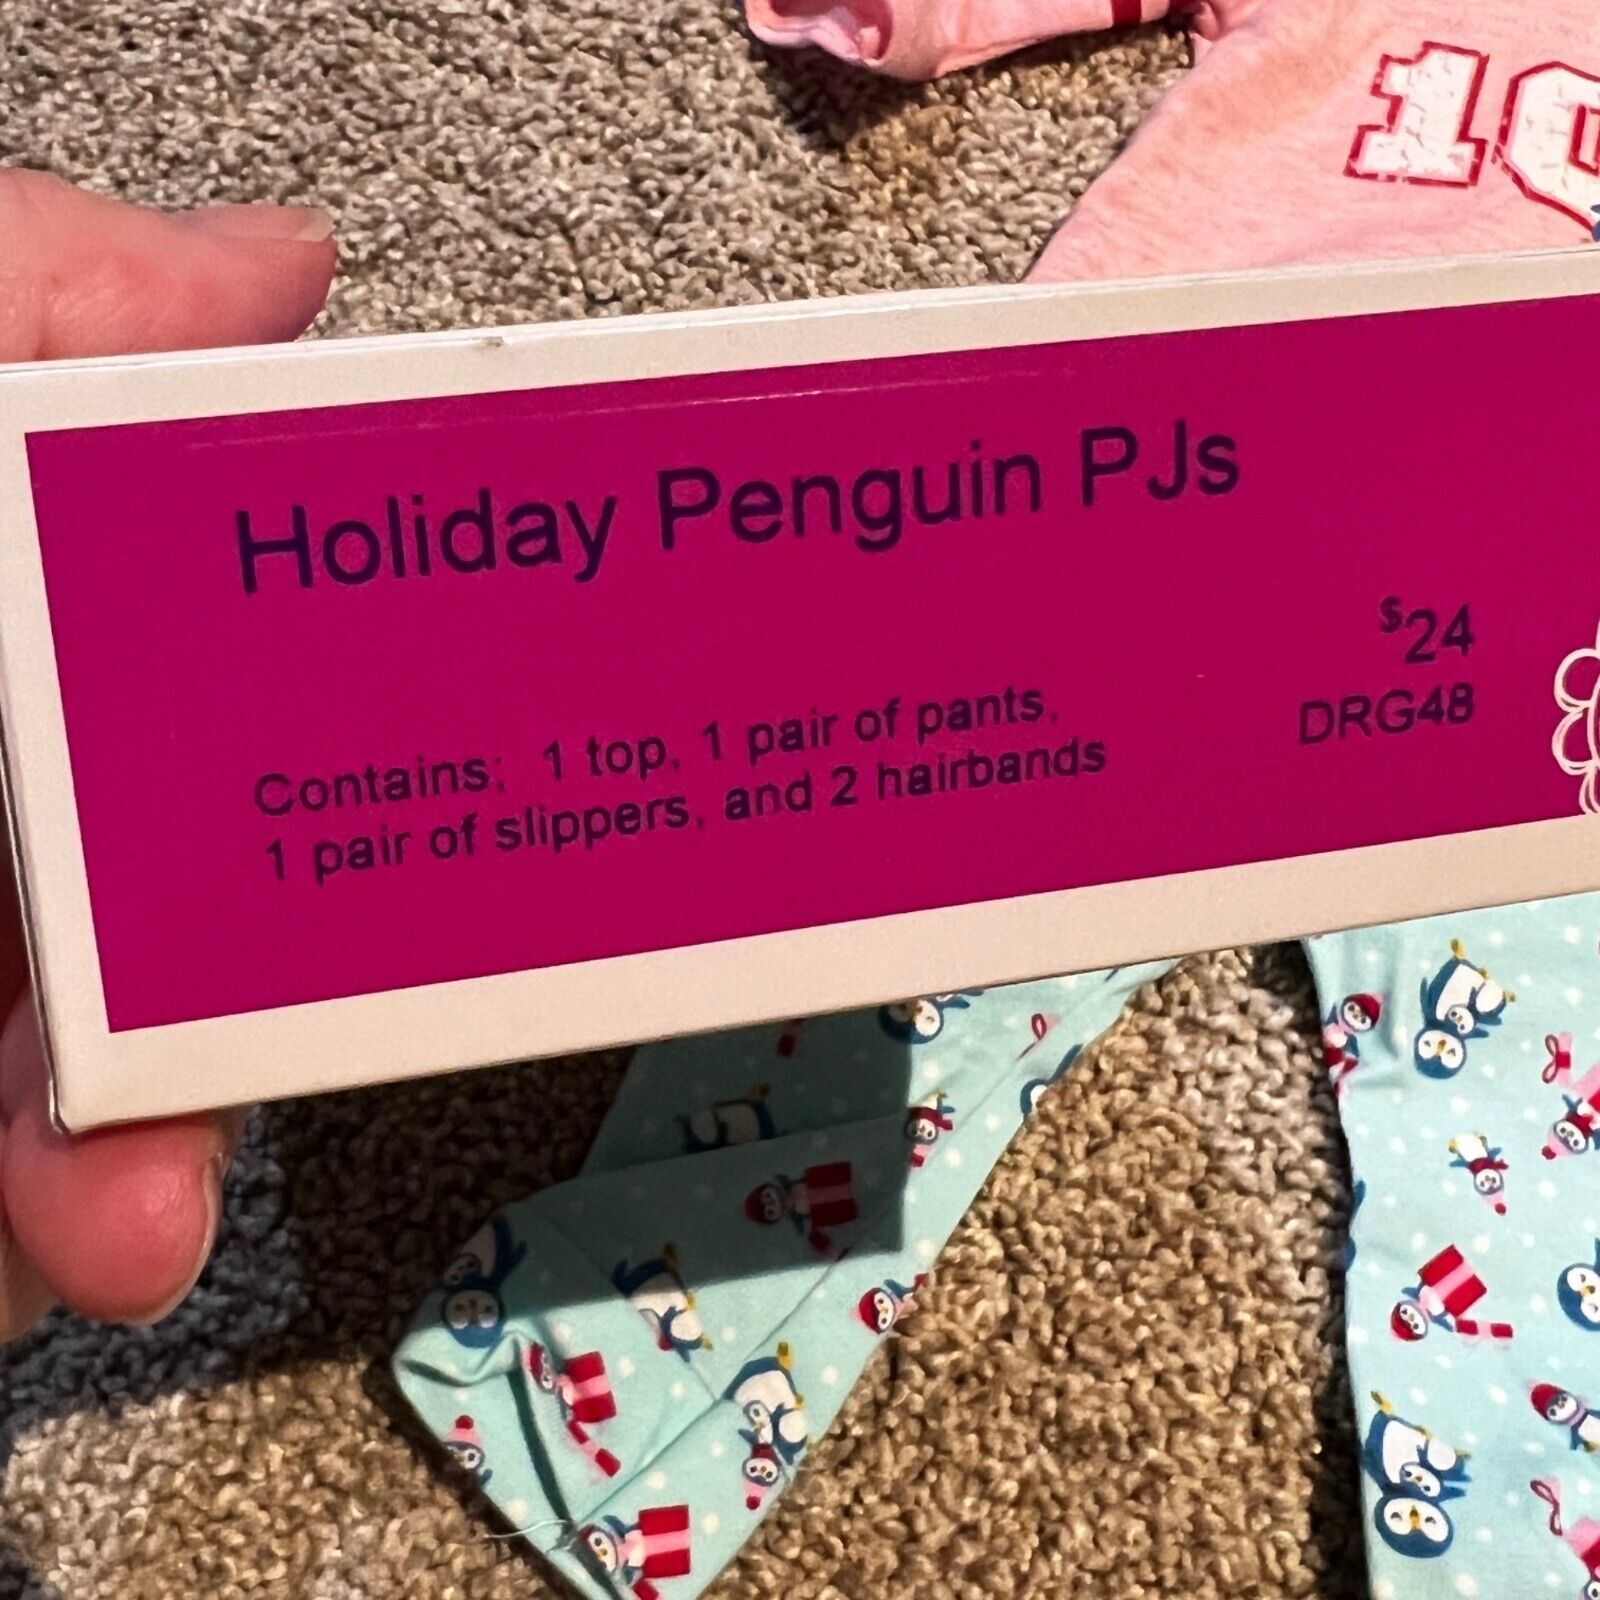 10
Holiday Penguin PJs
$24
DRG48
Contains: 1 top, 1 pair of pants,
1 pair of slippers, and 2 hairbands